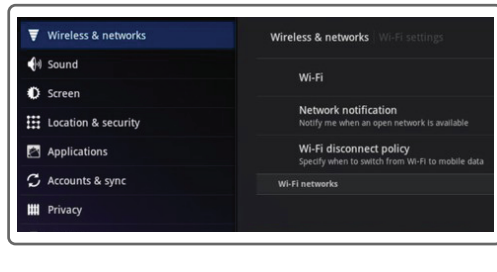 Wireless & networks
Sound
Screen
Location & security
Applications
Accounts & sync
Privacy
Wireless & networks | Wi-Fi settings
Wi-Fi
Network notification
Notify me when an open network is available
Wi-Fi disconnect policy
Specify when to switch from Wi-Fi to mobile data
Wi-Fi networks